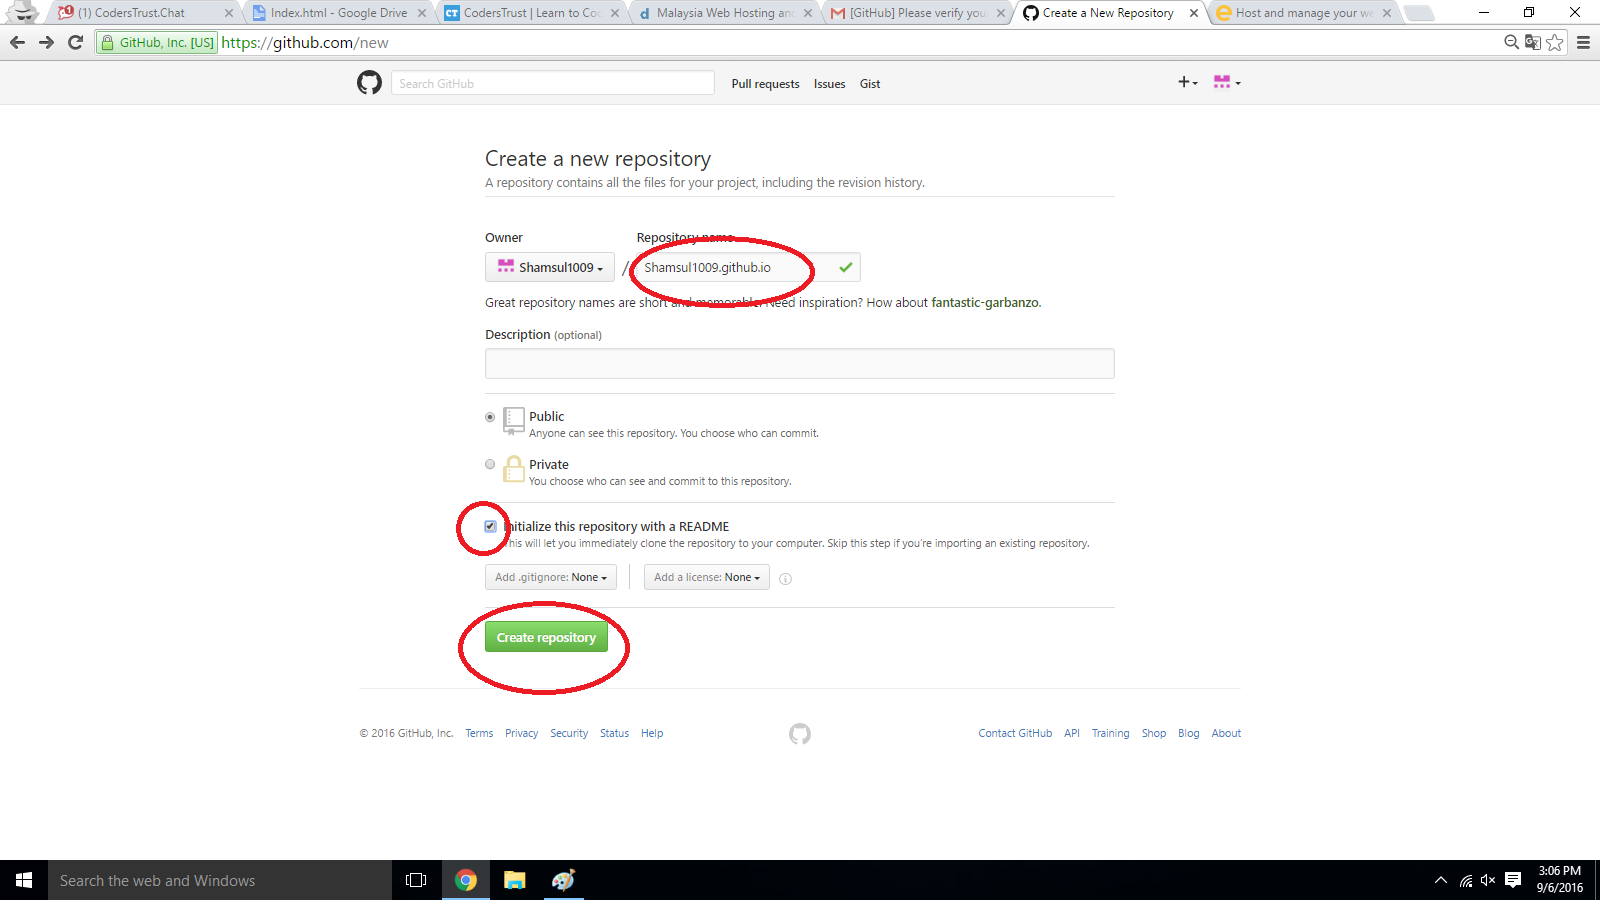 (1) CodersTrust.Chat
Index.html - Google Drive
CT CodersTrust | Learn to Co
d Malaysia Web Hosting an
[GitHub] Please verify you
Create a New Repository
Host and manage your we
GitHub, Inc. [US] https://github.com/new
Search GitHub
Pull requests Issues Gist
Create a new repository
A repository contains all the files for your project, including the revision history.
Owner Repository name
Shamsul1009 / Shamsul1009.github.io
Great repository names are short and memorable. Need inspiration? How about fantastic-garbanzo.
Description (optional)
Public
Anyone can see this repository. You choose who can commit.
Private
You choose who can see and commit to this repository.
Initialize this repository with a README
This will let you immediately clone the repository to your computer. Skip this step if you're importing an existing repository.
Add .gitignore: None Add a license: None
Create repository
© 2016 GitHub, Inc. Terms Privacy Security Status Help
Contact GitHub API Training Shop Blog About
Search the web and Windows
3:06 PM
9/6/2016